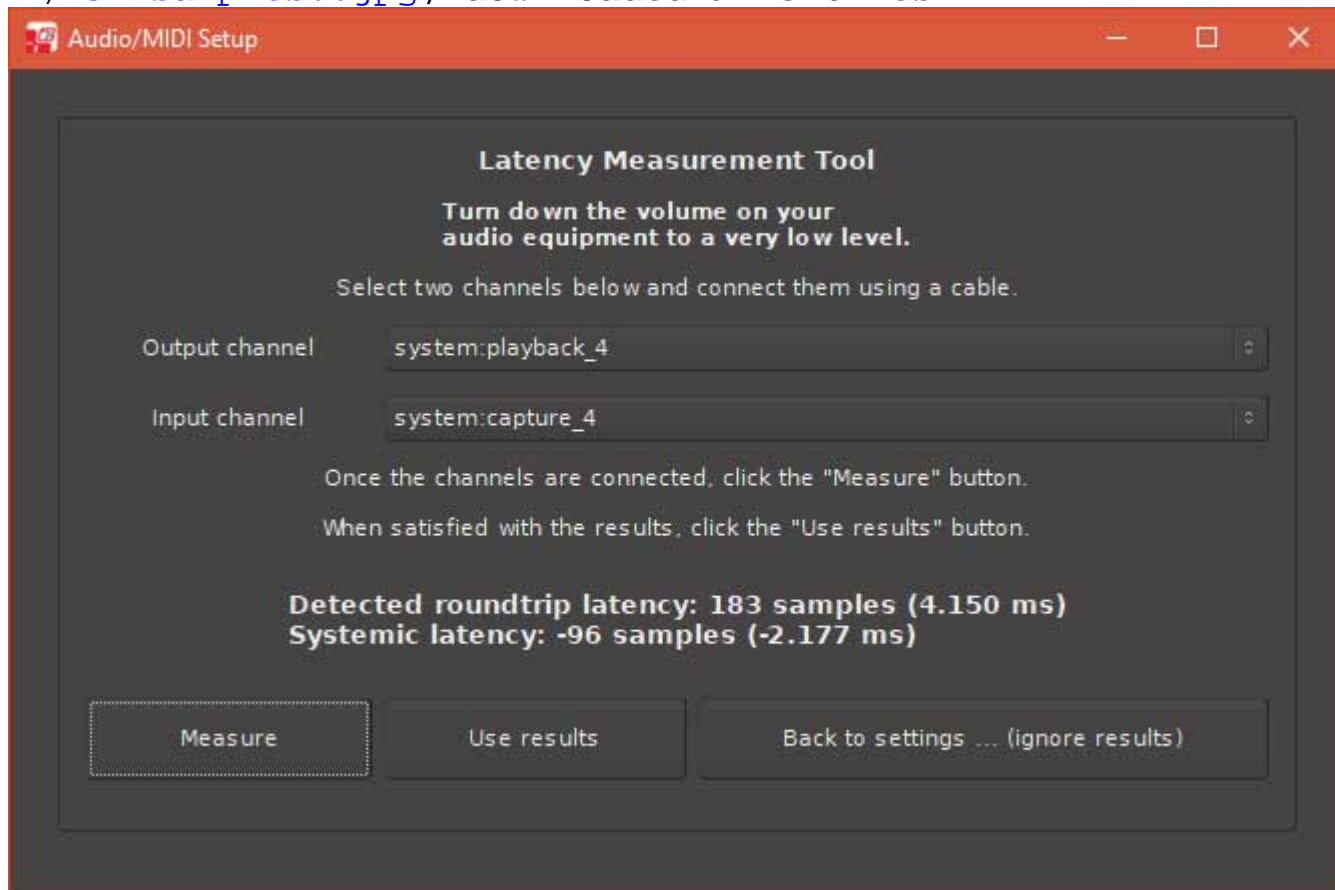 Audio/MIDI Setup
Latency Measurement Tool
Turn down the volume on your
audio equipment to a very low level.
Select two channels below and connect them using a cable.
Output channel system:playback_4
Input channel system:capture_4
Once the channels are connected, click the "Measure" button.
When satisfied with the results, click the "Use results" button.
Detected roundtrip latency: 183 samples (4.150 ms)
Systemic latency: -96 samples (-2.177 ms)
Measure Use results Back to settings ... (ignore results)